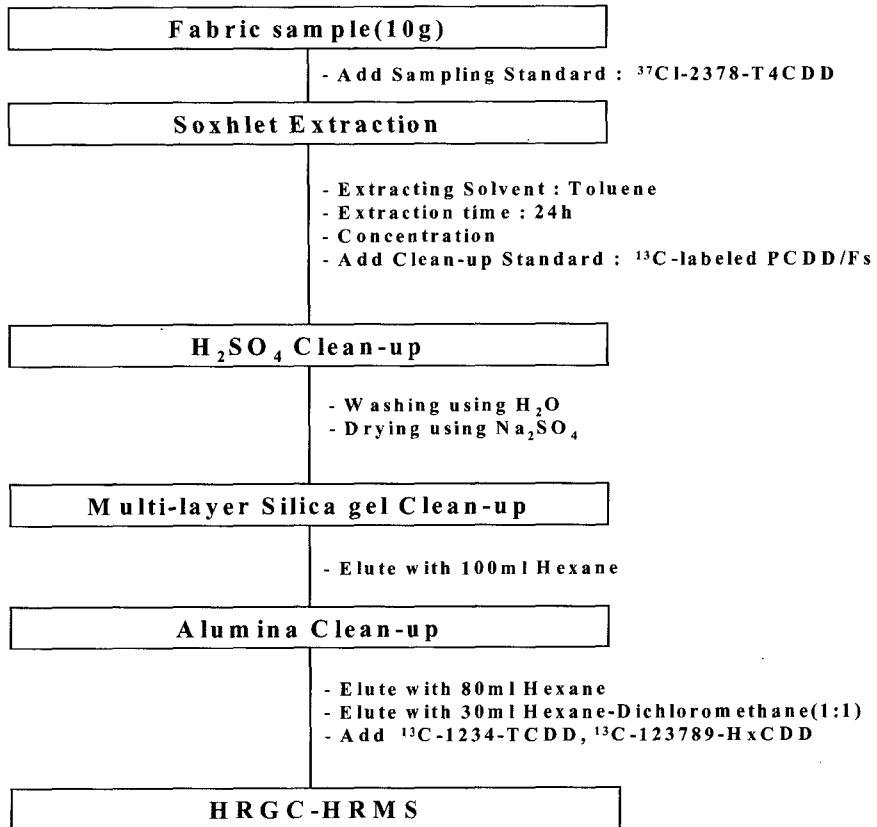 Fabric sample(10g)
- Add Sampling Standard : ³⁷Cl-2378-T4CDD
Soxhlet Extraction
- Extracting Solvent : Toluene
- Extraction time : 24h
- Concentration
- Add Clean-up Standard : ¹³C-labeled PCDD/Fs
H₂SO₄ Clean-up
- Washing using H₂O
- Drying using Na₂SO₄
Multi-layer Silica gel Clean-up
- Elute with 100ml Hexane
Alumina Clean-up
- Elute with 80ml Hexane
- Elute with 30ml Hexane-Dichloromethane(1:1)
- Add ¹³C-1234-TCDD, ¹³C-123789-HxCDD
HRGC-HRMS